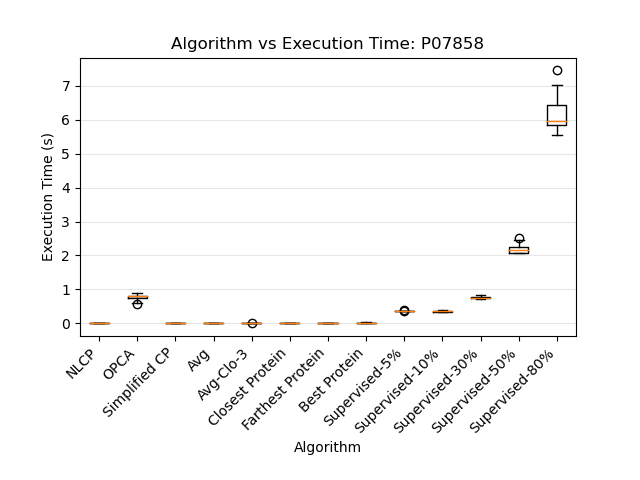 Algorithm vs Execution Time: P07858
Execution Time (s)
7
6
5
4
3
2
1
0
NLCP
OPCA
Simplified CP
Avg
Avg-Clo-3
Closest Protein
Farthest Protein
Best Protein
Supervised-5%
Supervised-10%
Supervised-30%
Supervised-50%
Supervised-80%
Algorithm